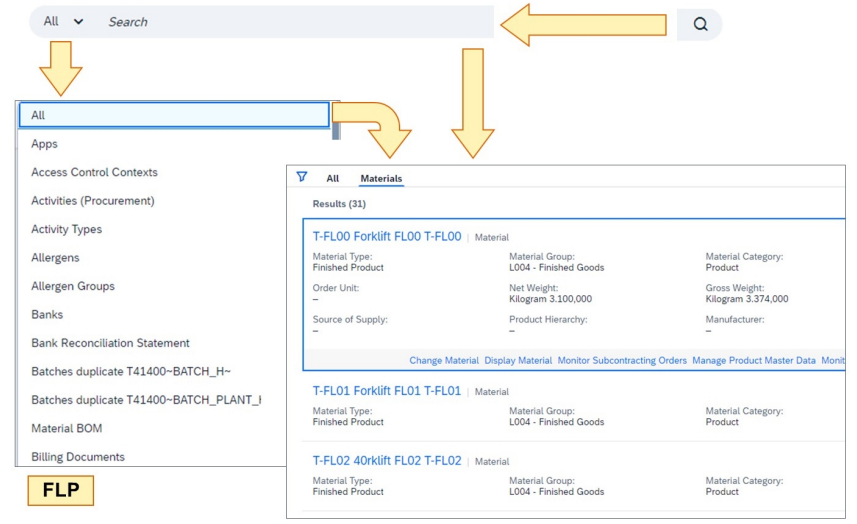 All
Search
All
Apps
Access Control Contexts
Activities (Procurement)
Activity Types
Allergens
Allergen Groups
Banks
Bank Reconciliation Statement
Batches duplicate T41400~BATCH_H~
Batches duplicate T41400~BATCH_PLANT_
Material BOM
Billing Documents
FLP
All Materials
Results (31)
T-FL00 Forklift FL00 T-FL00 | Material
Material Type: Material Group: Material Category:
Finished Product L004 - Finished Goods Product
Order Unit: Net Weight: Gross Weight:
– Kilogram 3.100,000 Kilogram 3.374,000
Source of Supply: Product Hierarchy: Manufacturer:
– – –
Change Material Display Material Monitor Subcontracting Orders Manage Product Master Data Monit
T-FL01 Forklift FL01 T-FL01 | Material
Material Type: Material Group: Material Category:
Finished Product L004 - Finished Goods Product
T-FL02 40rklift FL02 T-FL02 | Material
Material Type: Material Group: Material Category:
Finished Product L004 - Finished Goods Product